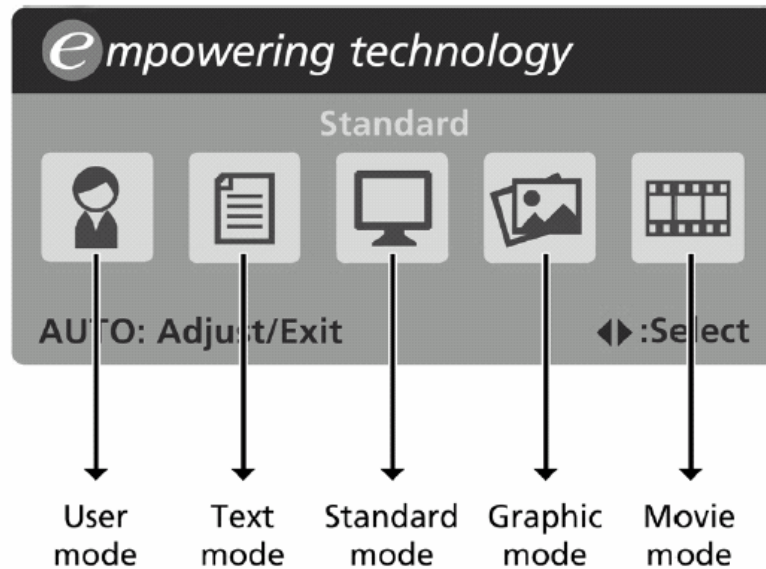 empowering technology
Standard
AUTO: Adjust/Exit
:Select
User mode
Text mode
Standard mode
Graphic mode
Movie mode